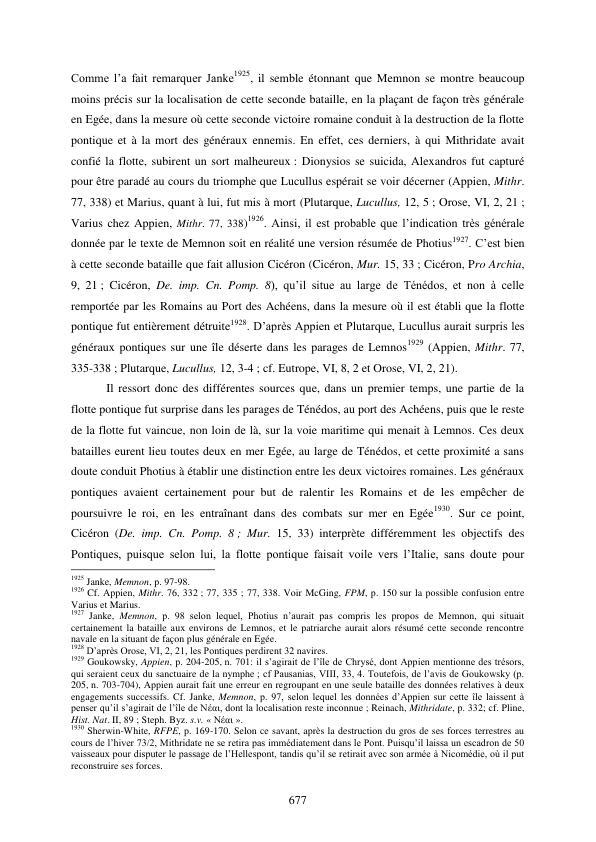 Comme l’a fait remarquer Janke1925, il semble étonnant que Memnon se montre beaucoup
moins précis sur la localisation de cette seconde bataille, en la plaçant de façon très générale
en Egée, dans la mesure où cette seconde victoire romaine conduit à la destruction de la flotte
pontique et à la mort des généraux ennemis. En effet, ces derniers, à qui Mithridate avait
confié la flotte, subirent un sort malheureux : Dionysios se suicida, Alexandros fut capturé
pour être paradé au cours du triomphe que Lucullus espérait se voir décerner (Appien, Mithr.
77, 338) et Marius, quant à lui, fut mis à mort (Plutarque, Lucullus, 12, 5 ; Orose, VI, 2, 21 ;
Varius chez Appien, Mithr. 77, 338)1926. Ainsi, il est probable que l’indication très générale
donnée par le texte de Memnon soit en réalité une version résumée de Photius1927. C’est bien
à cette seconde bataille que fait allusion Cicéron (Cicéron, Mur. 15, 33 ; Cicéron, Pro Archia,
9, 21 ; Cicéron, De. imp. Cn. Pomp. 8), qu’il situe au large de Ténédos, et non à celle
remportée par les Romains au Port des Achéens, dans la mesure où il est établi que la flotte
pontique fut entièrement détruite1928. D’après Appien et Plutarque, Lucullus aurait surpris les
généraux pontiques sur une île déserte dans les parages de Lemnos1929 (Appien, Mithr. 77,
335-338 ; Plutarque, Lucullus, 12, 3-4 ; cf. Eutrope, VI, 8, 2 et Orose, VI, 2, 21).
Il ressort donc des différentes sources que, dans un premier temps, une partie de la
flotte pontique fut surprise dans les parages de Ténédos, au port des Achéens, puis que le reste
de la flotte fut vaincue, non loin de là, sur la voie maritime qui menait à Lemnos. Ces deux
batailles eurent lieu toutes deux en mer Egée, au large de Ténédos, et cette proximité a sans
doute conduit Photius à établir une distinction entre les deux victoires romaines. Les généraux
pontiques avaient certainement pour but de ralentir les Romains et de les empêcher de
poursuivre le roi, en les entraînant dans des combats sur mer en Egée1930. Sur ce point,
Cicéron (De. imp. Cn. Pomp. 8 ; Mur. 15, 33) interprète différemment les objectifs des
Pontiques, puisque selon lui, la flotte pontique faisait voile vers l’Italie, sans doute pour
1925 Janke, Memnon, p. 97-98.
1926 Cf. Appien, Mithr. 76, 332 ; 77, 335 ; 77, 338. Voir McGing, FPM, p. 150 sur la possible confusion entre
Varius et Marius.
1927 Janke, Memnon, p. 98 selon lequel, Photius n’aurait pas compris les propos de Memnon, qui situait
certainement la bataille aux environs de Lemnos, et le patriarche aurait alors résumé cette seconde rencontre
navale en la situant de façon plus générale en Egée.
1928 D’après Orose, VI, 2, 21, les Pontiques perdirent 32 navires.
1929 Goukowsky, Appien, p. 204-205, n. 701: il s’agirait de l’île de Chrysé, dont Appien mentionne des trésors,
qui seraient ceux du sanctuaire de la nymphe ; cf Pausanias, VIII, 33, 4. Toutefois, de l’avis de Goukowsky (p.
205, n. 703-704), Appien aurait fait une erreur en regroupant en une seule bataille des données relatives à deux
engagements successifs. Cf. Janke, Memnon, p. 97, selon lequel les données d’Appien sur cette île laissent à
penser qu’il s’agirait de l’île de Νέαι, dont la localisation reste inconnue ; Reinach, Mithridate, p. 332; cf. Pline,
Hist. Nat. II, 89 ; Steph. Byz. s.v. « Νέαι ».
1930 Sherwin-White, RFPE, p. 169-170. Selon ce savant, après la destruction du gros de ses forces terrestres au
cours de l’hiver 73/2, Mithridate ne se retira pas immédiatement dans le Pont. Puisqu’il laissa un escadron de 50
vaisseaux pour disputer le passage de l’Hellespont, tandis qu’il se retirait avec son armée à Nicomédie, où il put
reconstruire ses forces.
677